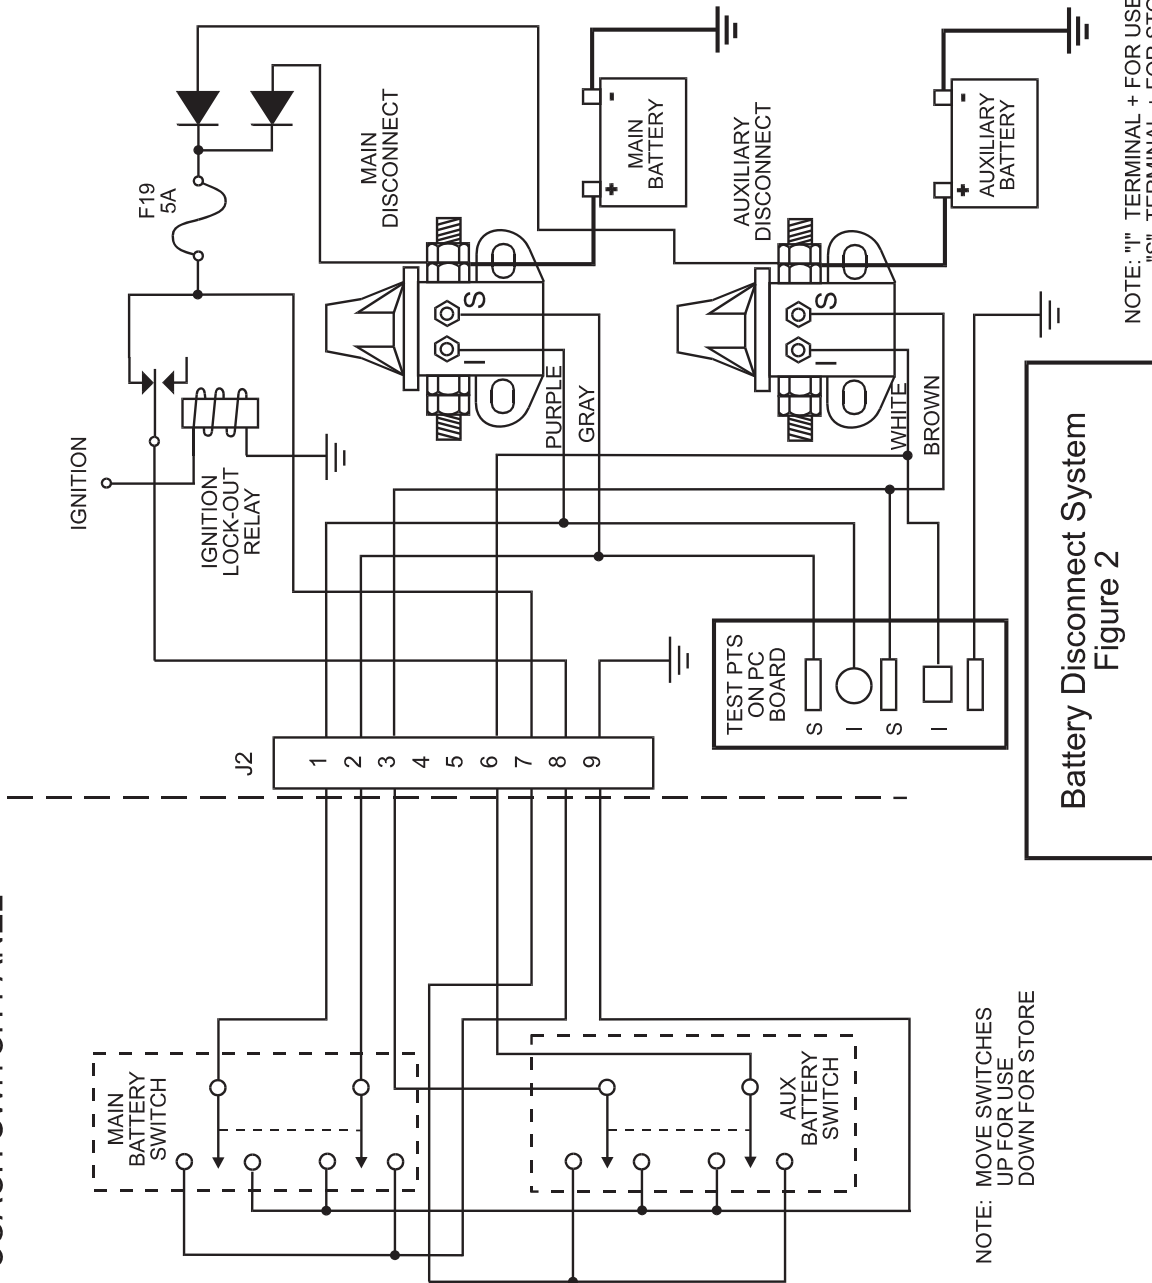 IGNITION
F19
5A
MAIN
BATTERY
SWITCH
IGNITION
LOCK-OUT
RELAY
J2
1
2
3
4
5
6
7
8
9
MAIN
DISCONNECT
S
I
PURPLE
GRAY
+
-
MAIN
BATTERY
AUXILIARY
DISCONNECT
S
I
WHITE
BROWN
+
-
AUXILIARY
BATTERY
AUX
BATTERY
SWITCH
TEST PTS
ON PC
BOARD
S
I
S
I
NOTE: MOVE SWITCHES
UP FOR USE
DOWN FOR STORE
Battery Disconnect System
Figure 2
NOTE: "I" TERMINAL + FOR USE
"S" TERMINAL + FOR